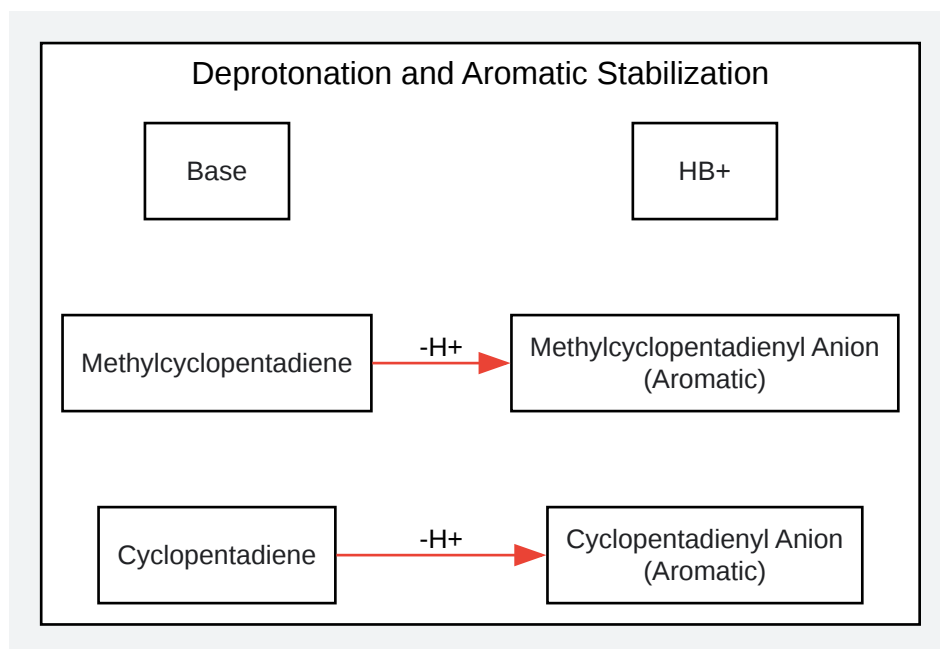 Deprotonation and Aromatic Stabilization
Base
HB+
Methylcyclopentadiene
-H+
Methylcyclopentadienyl Anion
(Aromatic)
Cyclopentadiene
-H+
Cyclopentadienyl Anion
(Aromatic)